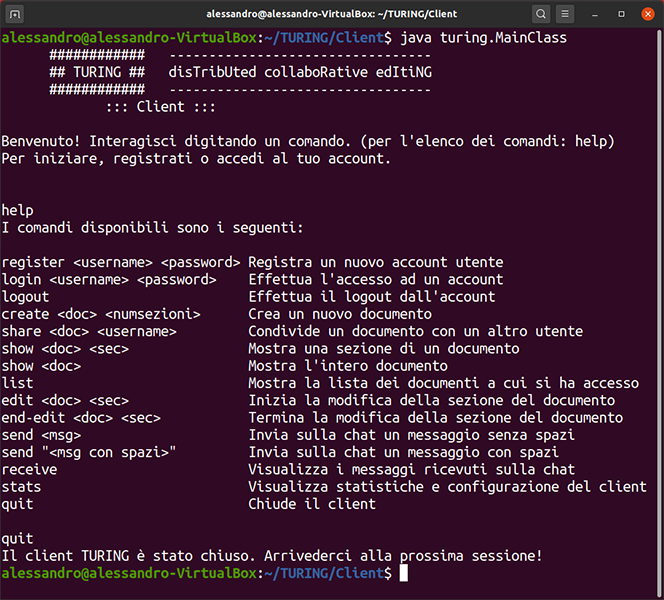 alessandro@alessandro-VirtualBox: ~/TURING/Client
alessandro@alessandro-VirtualBox:~/TURING/Client$ java turing.MainClass
############   ---------------------------------
## TURING ##   disTribUted collaboRative edItiNG
############   ---------------------------------
::: Client :::
Benvenuto! Interagisci digitando un comando. (per l'elenco dei comandi: help)
Per iniziare, registrati o accedi al tuo account.
help
I comandi disponibili sono i seguenti:
register <username> <password> Registra un nuovo account utente
login <username> <password>    Effettua l'accesso ad un account
logout                         Effettua il logout dall'account
create <doc> <numsezioni>      Crea un nuovo documento
share <doc> <username>         Condivide un documento con un altro utente
show <doc> <sec>               Mostra una sezione di un documento
show <doc>                     Mostra l'intero documento
list                           Mostra la lista dei documenti a cui si ha accesso
edit <doc> <sec>               Inizia la modifica della sezione del documento
end-edit <doc> <sec>           Termina la modifica della sezione del documento
send <msg>                     Invia sulla chat un messaggio senza spazi
send "<msg con spazi>"         Invia sulla chat un messaggio con spazi
receive                        Visualizza i messaggi ricevuti sulla chat
stats                          Visualizza statistiche e configurazione del client
quit                           Chiude il client
quit
Il client TURING è stato chiuso. Arrivederci alla prossima sessione!
alessandro@alessandro-VirtualBox:~/TURING/Client$